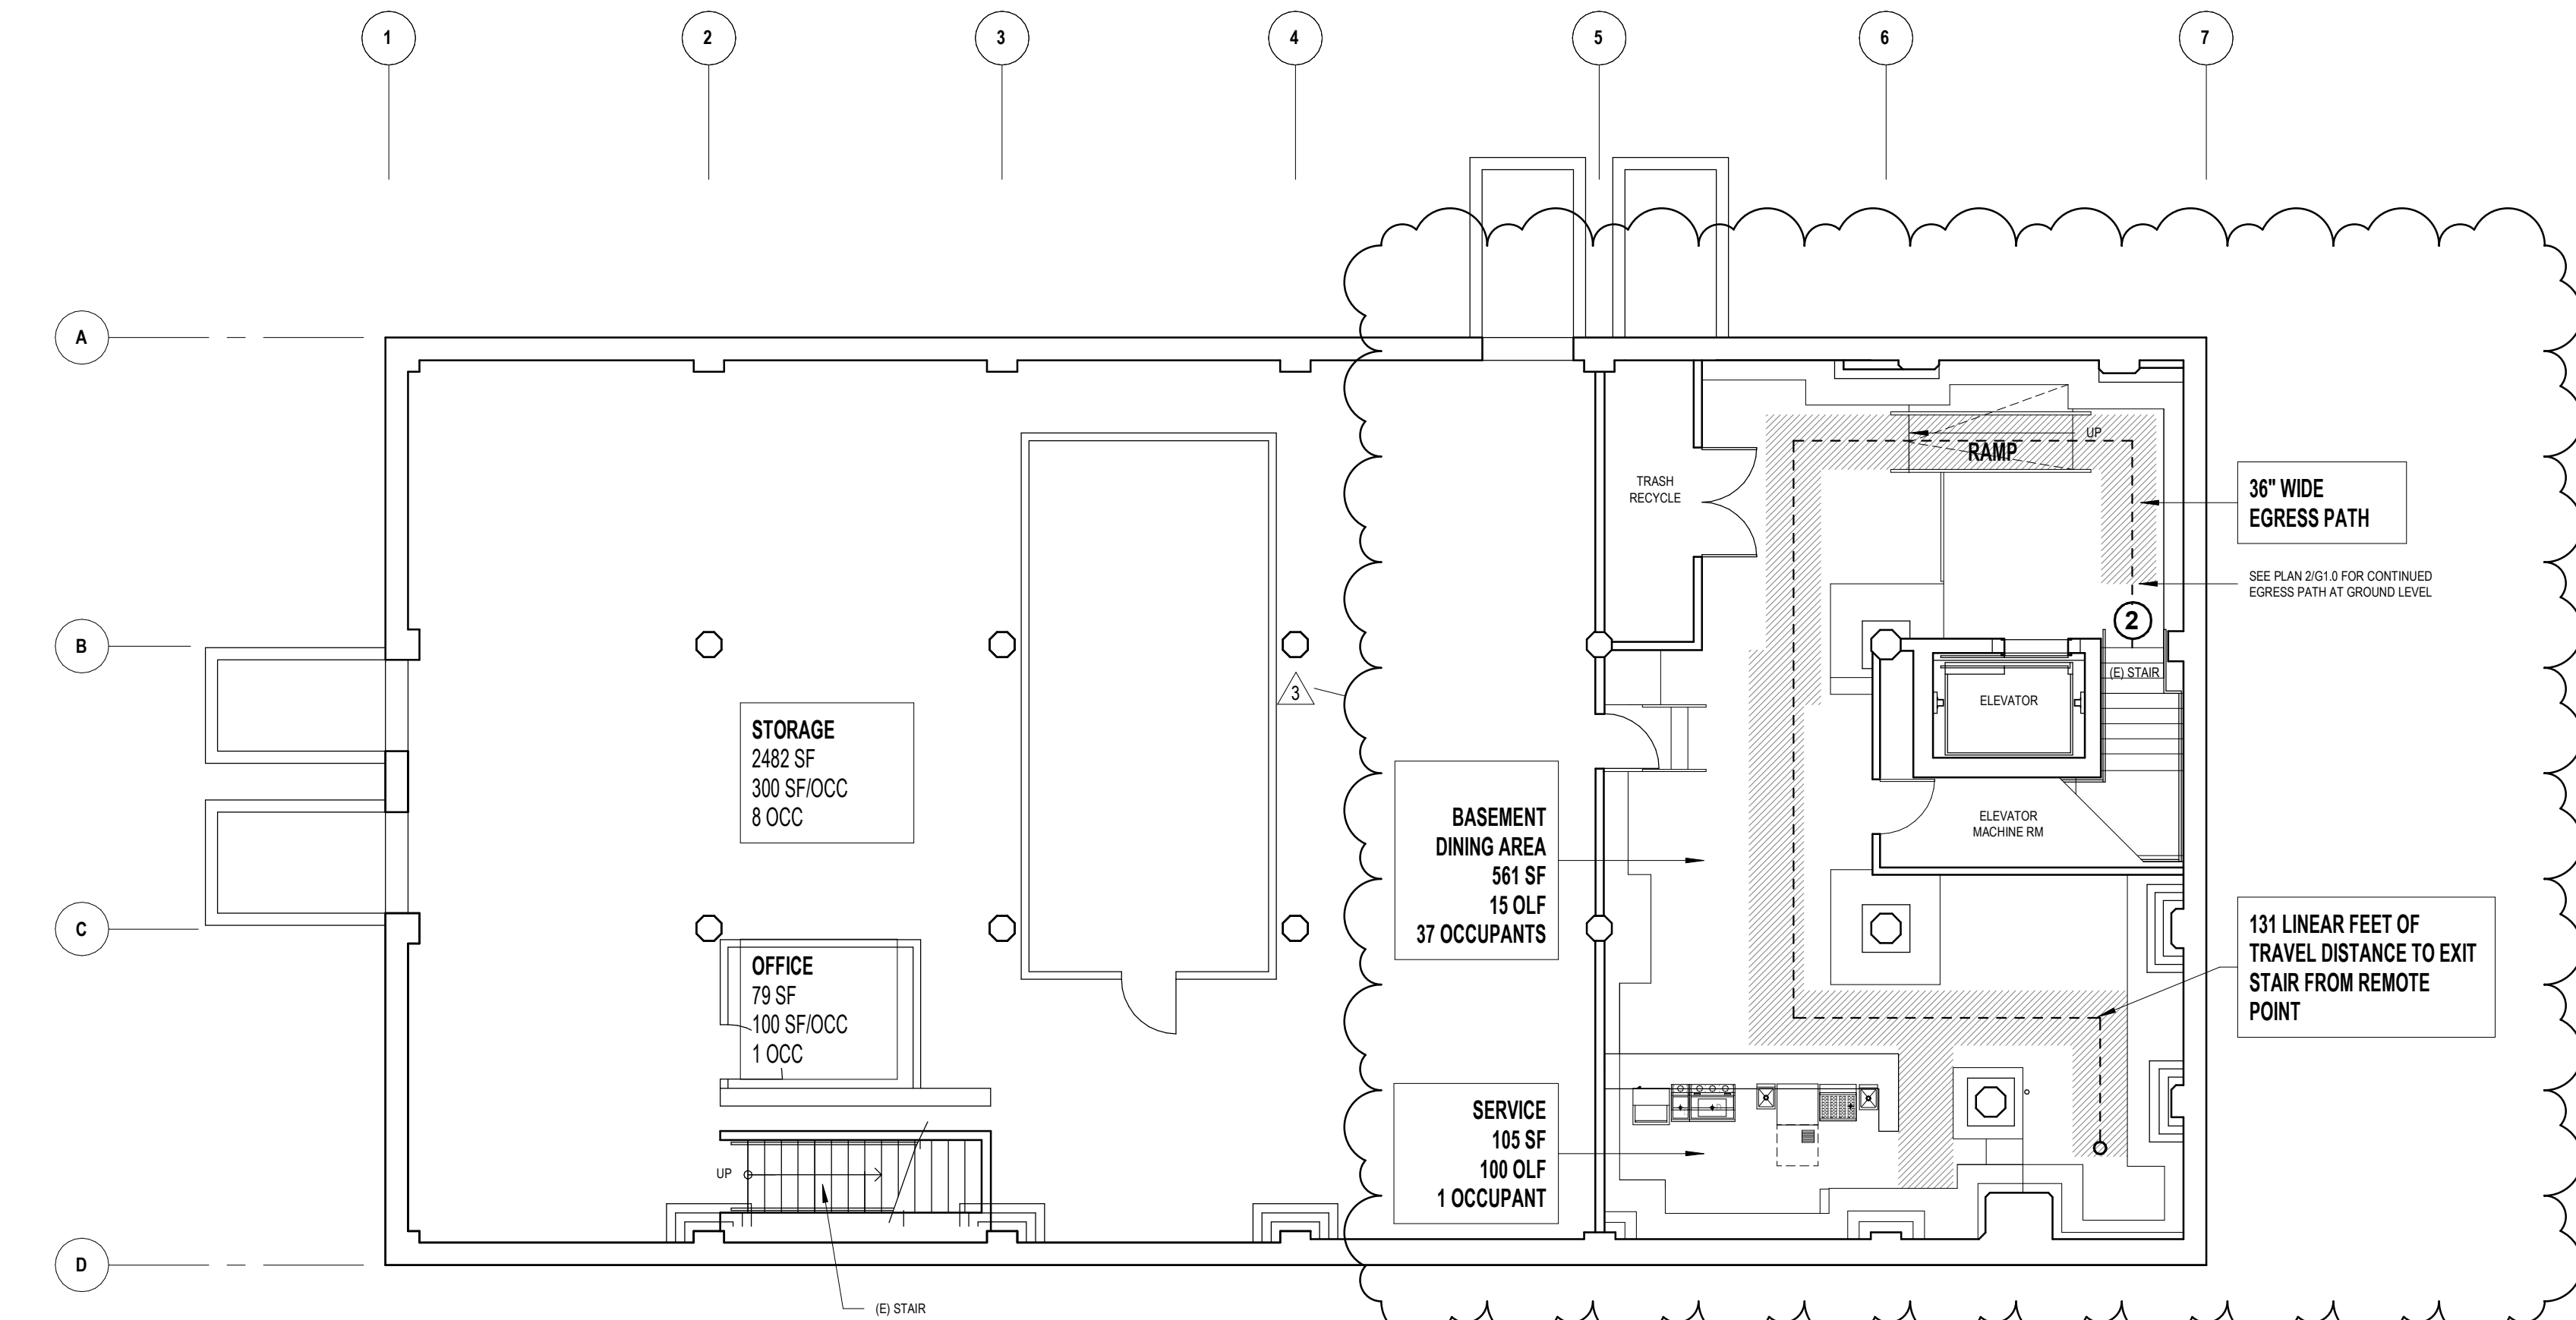 1
2
3
4
5
6
7
A
B
C
D
STORAGE
2482 SF
300 SF/OCC
8 OCC
OFFICE
79 SF
100 SF/OCC
1 OCC
UP
(E) STAIR
3
TRASH
RECYCLE
UP
RAMP
36" WIDE
EGRESS PATH
SEE PLAN 2/G1.0 FOR CONTINUED
EGRESS PATH AT GROUND LEVEL
2
(E) STAIR
ELEVATOR
ELEVATOR
MACHINE RM
BASEMENT
DINING AREA
561 SF
15 OLF
37 OCCUPANTS
131 LINEAR FEET OF
TRAVEL DISTANCE TO EXIT
STAIR FROM REMOTE
POINT
SERVICE
105 SF
100 OLF
1 OCCUPANT